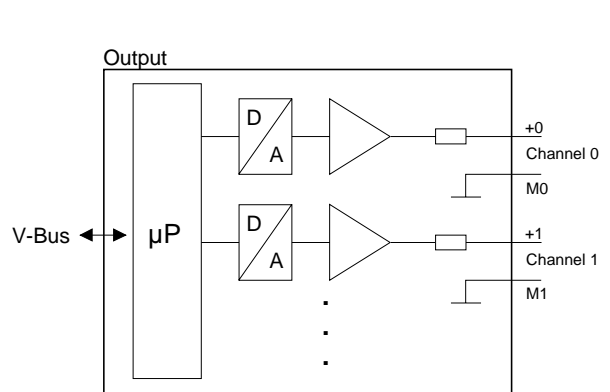 Output
D
A
+0
Channel 0
M0
V-Bus
µP
D
A
+1
Channel 1
M1